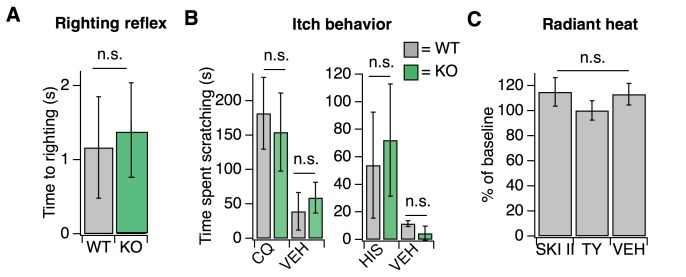 A
Righting reflex
n.s.
Time to righting (s)
2
1
0
WT KO
B
Itch behavior
= WT
= KO
n.s.
n.s.
Time spent scratching (s)
200
150
100
50
0
CQ VEH
n.s.
n.s.
120
100
80
60
40
20
0
HIS VEH
C
Radiant heat
n.s.
% of baseline
120
100
80
60
40
20
0
SKI II TY VEH